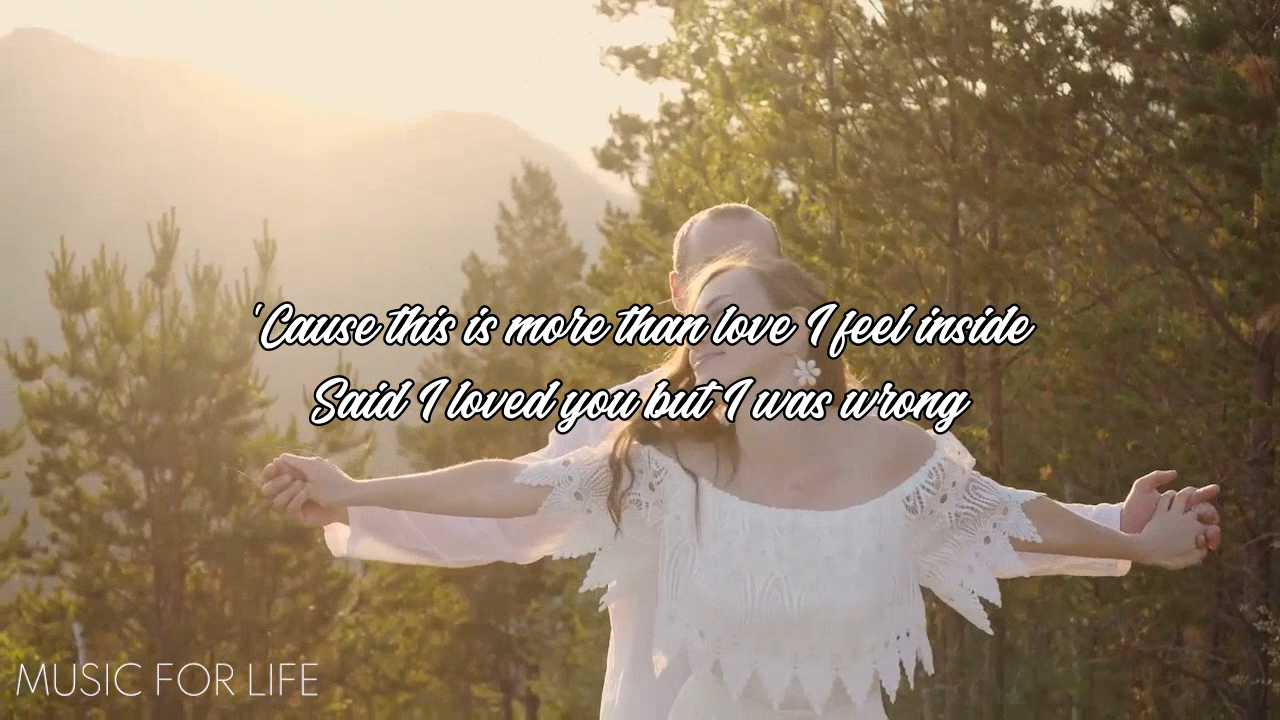 'Cause this is more than love I feel inside
Said I loved you but I was wrong
MUSIC FOR LIFE